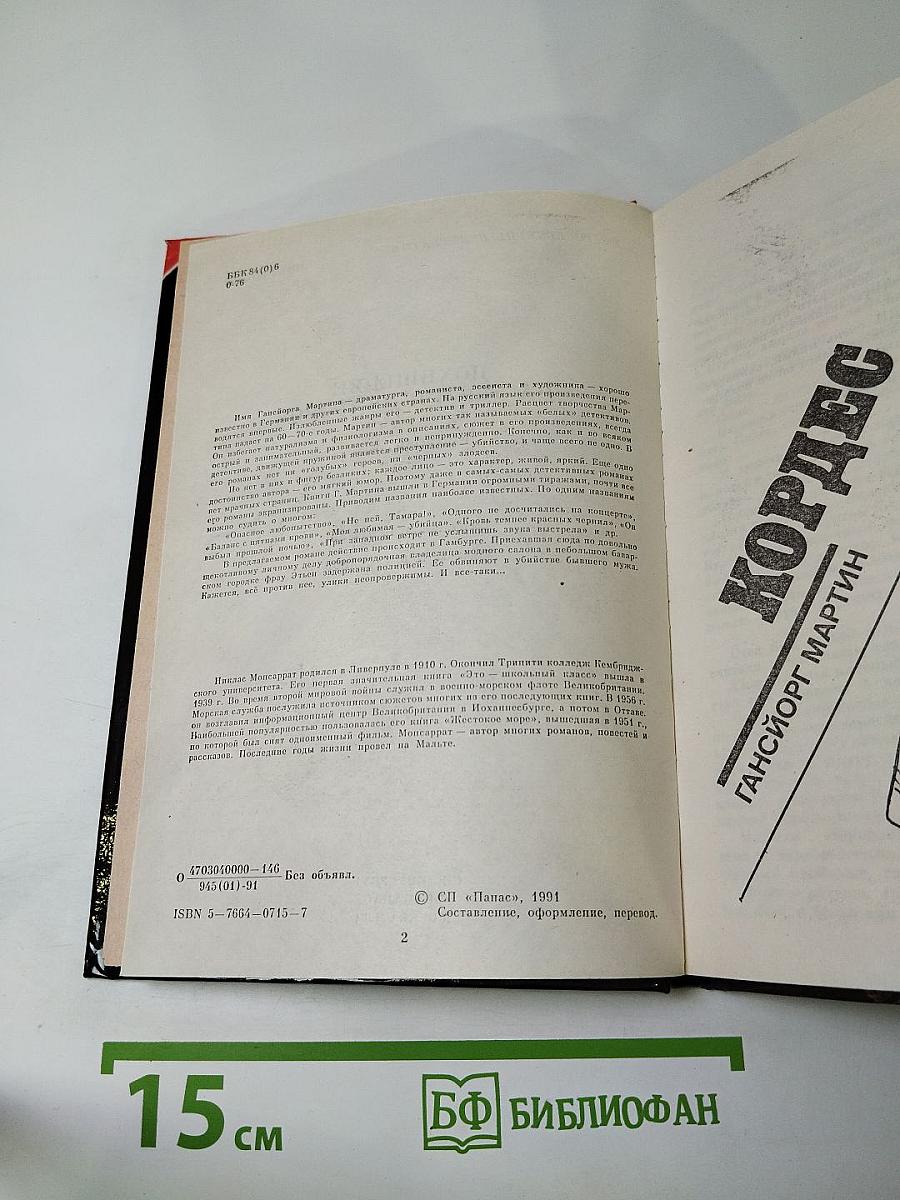 ББК 84(0)6
0-76
Имя Гансйорга Мартина — драматурга, романиста, эссеиста и художника — хорошо
известно в Германии и других европейских странах. На русский язык его произведения пере-
водятся впервые. Излюбленные жанры его — детектив и триллер. Расцвет творчества Мар-
тина падает на 60—70-е годы. Мартин — автор многих так называемых «белых» детективов.
Он избегает натурализма и физиологизма в описаниях, сюжет в его произведениях, всегда
острый и занимательный, развивается легко и непринужденно. Конечно, как и во всяком
детективе, движущей пружиной является преступление — убийство, и чаще всего не одно. В
его романах нет ни «голубых» героев, ни «черных» злодеев.
Но нет в них и фигур безликих; каждое лицо — это характер, живой, яркий. Еще одно
достоинство автора — его мягкий юмор. Поэтому даже в самых-самых детективных романах
нет мрачных страниц. Книги Г. Мартина вышли в Германии огромными тиражами, почти все
его романы экранизированы. Приводим названия наиболее известных. По одним названиям
можно судить о многом:
«Опасное любопытство», «Не пей, Тамара!», «Одного не досчитались на концерте»,
«Баланс с пятнами крови», «Моя любимая — убийца», «Кровь темнее красных чернил», «Он
выбыл прошлой ночью», «При западном ветре не услышишь звука выстрела» и др.
В предлагаемом романе действие происходит в Гамбурге. Приехавшая сюда по довольно
щекотливому личному делу добропорядочная владелица модного салона в небольшом бавар-
ском городке фрау Этьен задержана полицией. Ее обвиняют в убийстве бывшего мужа.
Кажется, всё против нее, улики неопровержимы. И все-таки...
Никлас Монсаррат родился в Ливерпуле в 1910 г. Окончил Тринити колледж Кембридж-
ского университета. Его первая значительная книга «Это — школьный класс» вышла в
1939 г. Во время второй мировой войны служил в военно-морском флоте Великобритании.
Морская служба послужила источником сюжетов многих из его последующих книг. В 1956 г.
он возглавил информационный центр Великобритании в Иоханнесбурге, а потом в Оттаве.
Наибольшей популярностью пользовалась его книга «Жестокое море», вышедшая в 1951 г.,
по которой был снят одноименный фильм. Монсаррат — автор многих романов, повестей и
рассказов. Последние годы жизни провел на Мальте.
О 4703040000—146
945(01)-91 Без объявл.
ISBN 5—7664—0715—7
© СП «Панас», 1991
Составление, оформление, перевод.
2
КОРДЕС
ГАНСЙОРГ МАРТИН
15 см
БФ БИБЛИОФАН